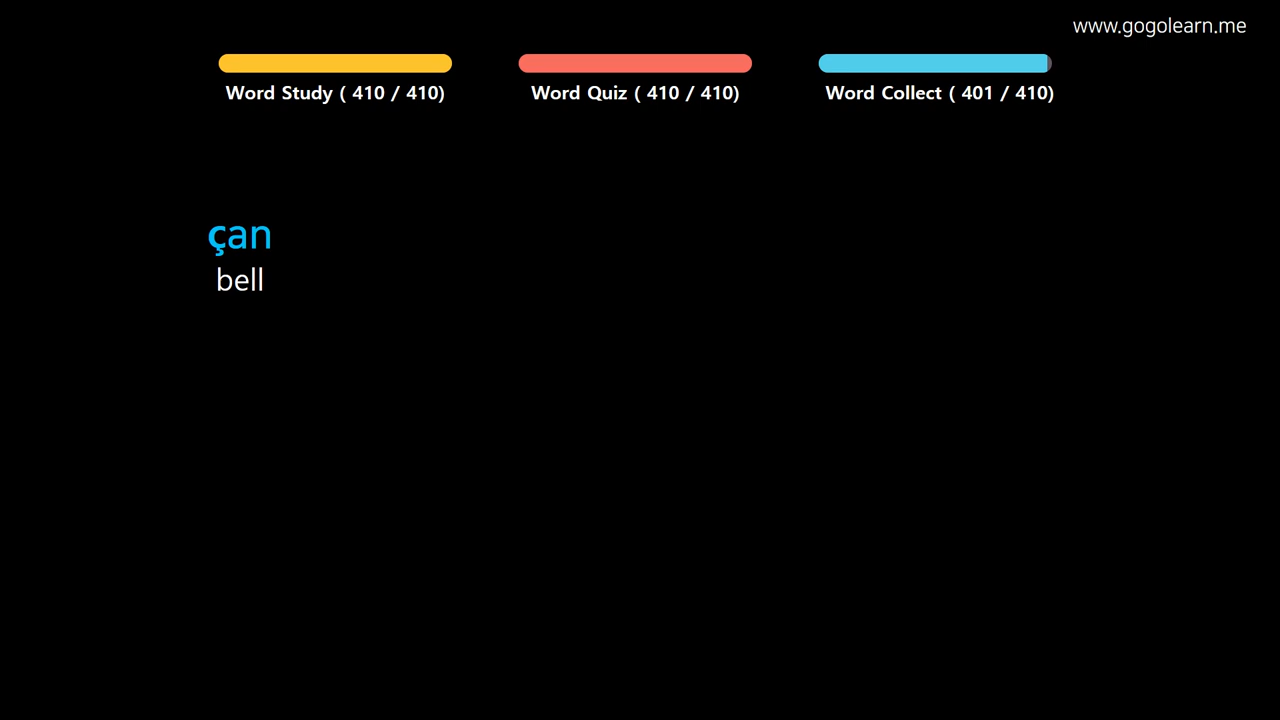 www.gogolearn.me
Word Study ( 410 / 410)
Word Quiz ( 410 / 410)
Word Collect ( 401 / 410)
çan
bell